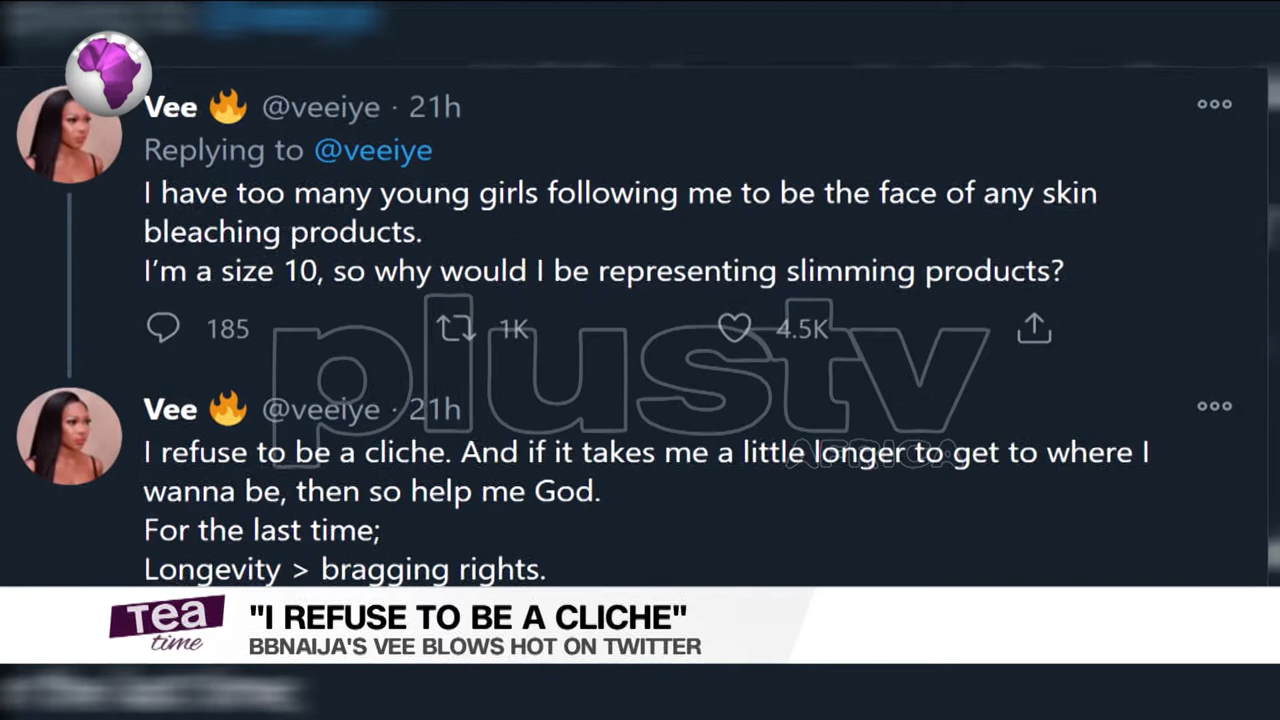 Vee 🔥 @veeiye · 21h
Replying to @veeiye
I have too many young girls following me to be the face of any skin
bleaching products.
I’m a size 10, so why would I be representing slimming products?
185 1K 4.5K
plustv
AFRICA
Vee 🔥 @veeiye · 21h
I refuse to be a cliche. And if it takes me a little longer to get to where I
wanna be, then so help me God.
For the last time;
Longevity > bragging rights.
Tea
time
"I REFUSE TO BE A CLICHE"
BBNAIJA'S VEE BLOWS HOT ON TWITTER